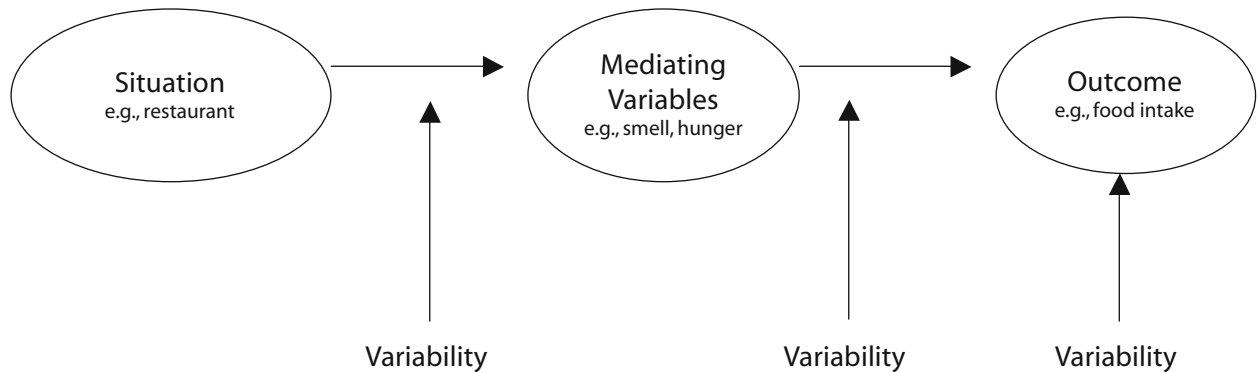 Situation
e.g., restaurant
Mediating
Variables
e.g., smell, hunger
Outcome
e.g., food intake
Variability
Variability
Variability